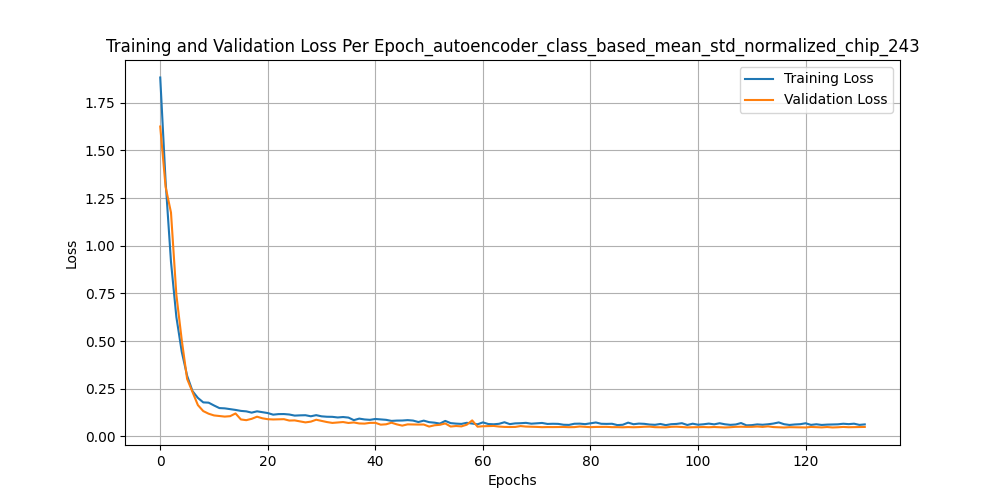 Training and Validation Loss Per Epoch_autoencoder_class_based_mean_std_normalized_chip_243
Training Loss
Validation Loss
Loss
1.75
1.50
1.25
1.00
0.75
0.50
0.25
0.00
0 20 40 60 80 100 120
Epochs